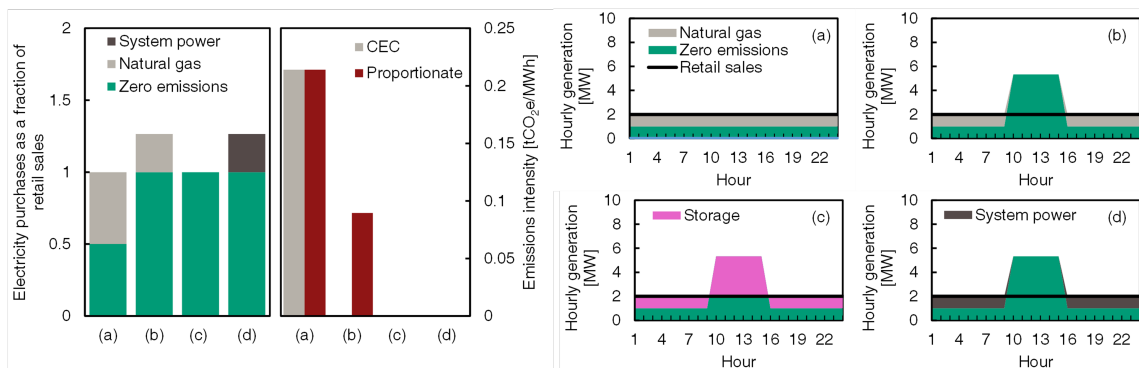 Electricity purchases as a fraction of
retail sales
2
1.5
1
0.5
0
System power
Natural gas
Zero emissions
(a) (b) (c) (d)
CEC
Proportionate
(a) (b) (c) (d)
0.25
0.2
0.15
0.1
0.05
0
Emissions intensity [tCO2e/MWh]
Hourly generation
[MW]
10
8
6
4
2
0
Natural gas
Zero emissions
Retail sales
(a)
1 4 7 10 13 16 19 22
Hour
Hourly generation
[MW]
10
8
6
4
2
0
(b)
1 4 7 10 13 16 19 22
Hour
Hourly generation
[MW]
10
8
6
4
2
0
Storage
(c)
1 4 7 10 13 16 19 22
Hour
Hourly generation
[MW]
10
8
6
4
2
0
System power
(d)
1 4 7 10 13 16 19 22
Hour